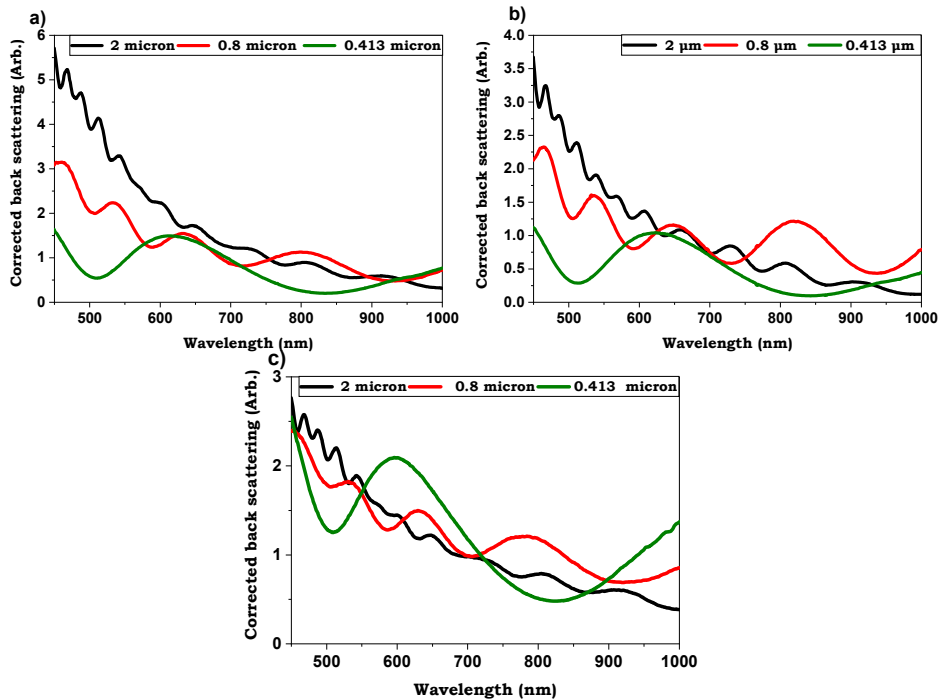 a)
2 micron 0.8 micron 0.413 micron
Corrected back scattering (Arb.)
6
5
4
3
2
1
0
500 600 700 800 900 1000
Wavelength (nm)
b)
2 µm 0.8 µm 0.413 µm
Corrected back scattering (Arb.)
4.0
3.5
3.0
2.5
2.0
1.5
1.0
0.5
0.0
500 600 700 800 900 1000
Wavelength (nm)
c)
2 micron 0.8 micron 0.413 micron
Corrected back scattering (Arb.)
3
2
1
0
500 600 700 800 900 1000
Wavelength (nm)